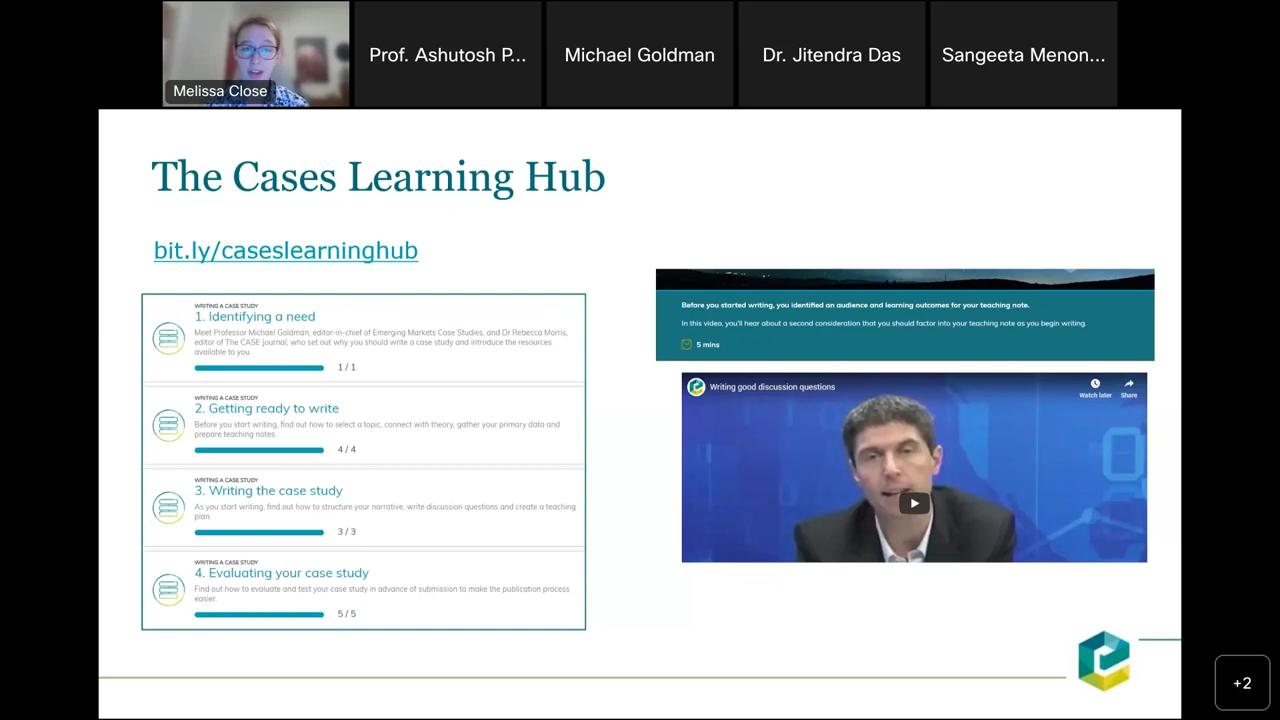 Melissa Close
Prof. Ashutosh P...
Michael Goldman
Dr. Jitendra Das
Sangeeta Menon...
The Cases Learning Hub
bit.ly/caseslearninghub
WRITING A CASE STUDY
1. Identifying a need
Meet Professor Michael Goldman, editor-in-chief of Emerging Markets Case Studies, and Dr Rebecca Morris,
editor of The CASE Journal, who set out why you should write a case study and introduce the resources
available to you.
1 / 1
WRITING A CASE STUDY
2. Getting ready to write
Before you start writing, find out how to select a topic, connect with theory, gather your primary data and
prepare teaching notes.
4 / 4
WRITING A CASE STUDY
3. Writing the case study
As you start writing, find out how to structure your narrative, write discussion questions and create a teaching
plan.
3 / 3
WRITING A CASE STUDY
4. Evaluating your case study
Find out how to evaluate and test your case study in advance of submission to make the publication process
easier.
5 / 5
Before you started writing, you identified an audience and learning outcomes for your teaching note.
In this video, you'll hear about a second consideration that you should factor into your teaching note as you begin writing.
5 mins
Writing good discussion questions
Watch later
Share
+2